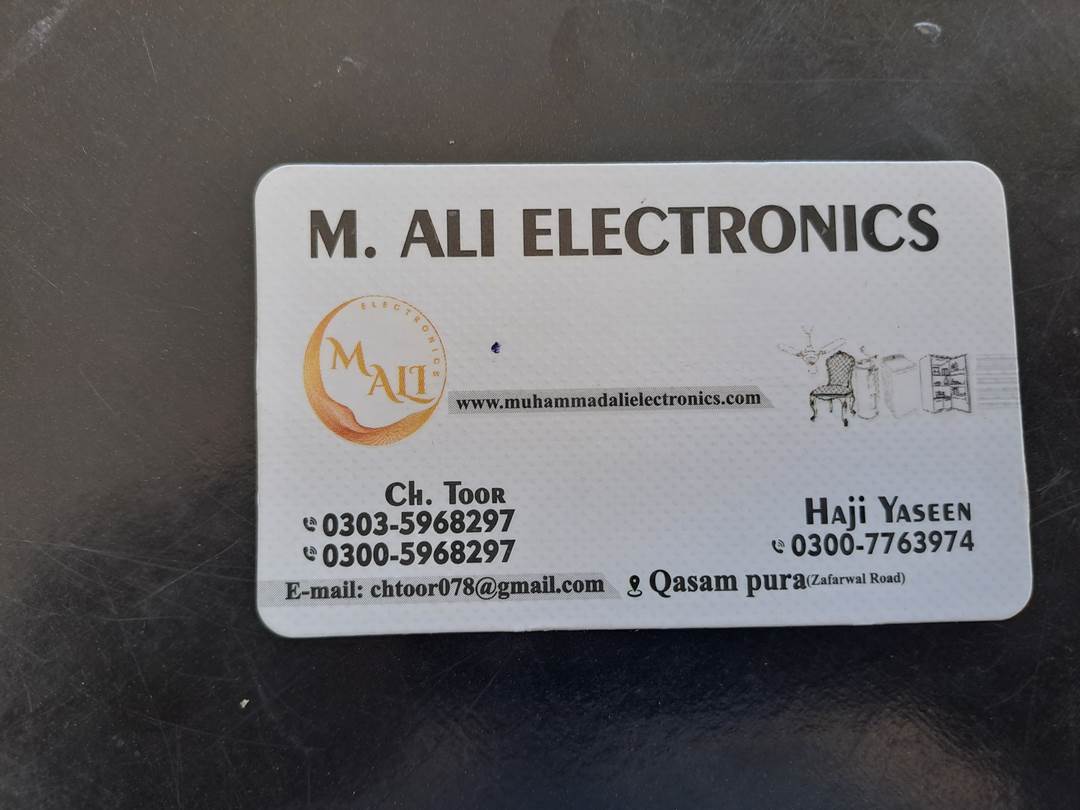 M. ALI ELECTRONICS
ELECTRONICS
M ALI
www.muhammadalielectronics.com
Ch. Toor
0303-5968297
0300-5968297
E-mail: chtoor078@gmail.com
Haji Yaseen
0300-7763974
Qasam pura(Zafarwal Road)